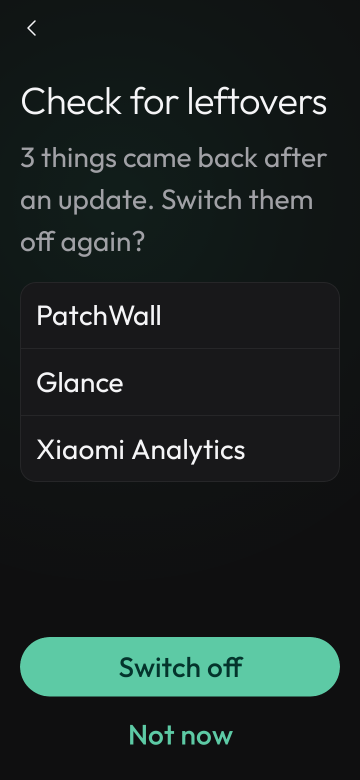 Check for leftovers
3 things came back after
an update. Switch them
off again?
PatchWall
Glance
Xiaomi Analytics
Switch off
Not now